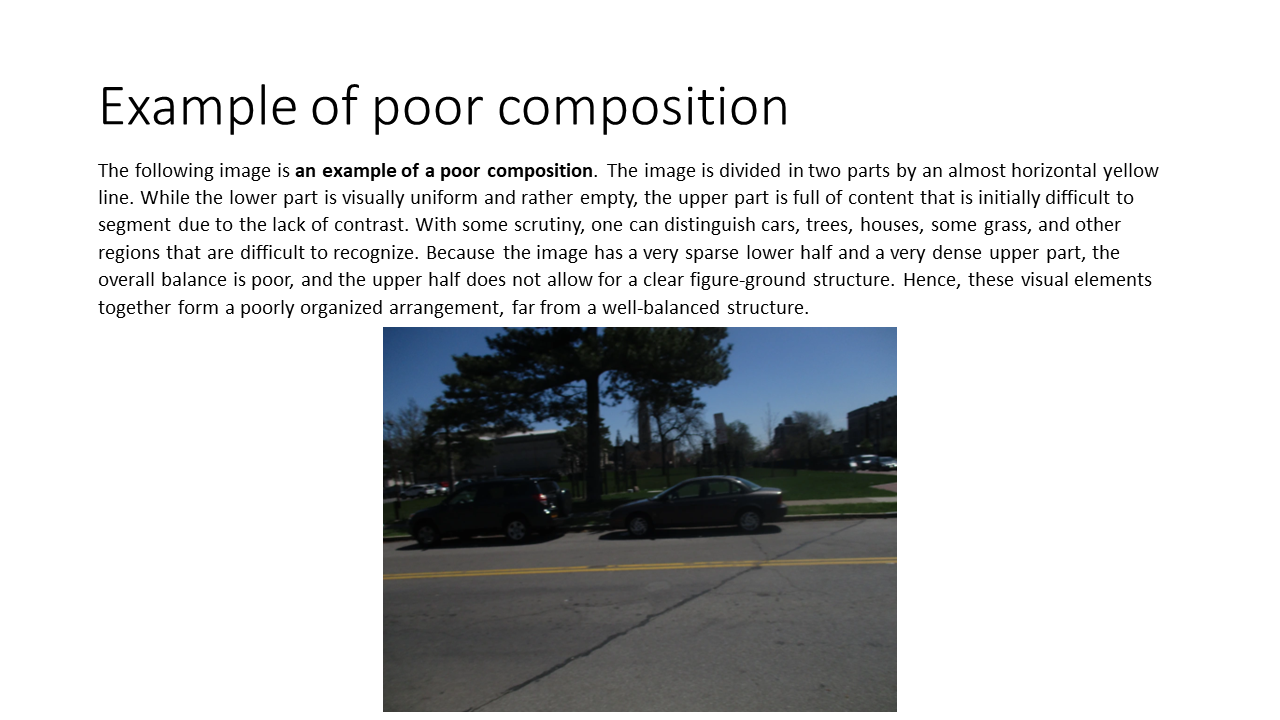 Example of poor composition
The following image is an example of a poor composition. The image is divided in two parts by an almost horizontal yellow
line. While the lower part is visually uniform and rather empty, the upper part is full of content that is initially difficult to
segment due to the lack of contrast. With some scrutiny, one can distinguish cars, trees, houses, some grass, and other
regions that are difficult to recognize. Because the image has a very sparse lower half and a very dense upper part, the
overall balance is poor, and the upper half does not allow for a clear figure-ground structure. Hence, these visual elements
together form a poorly organized arrangement, far from a well-balanced structure.